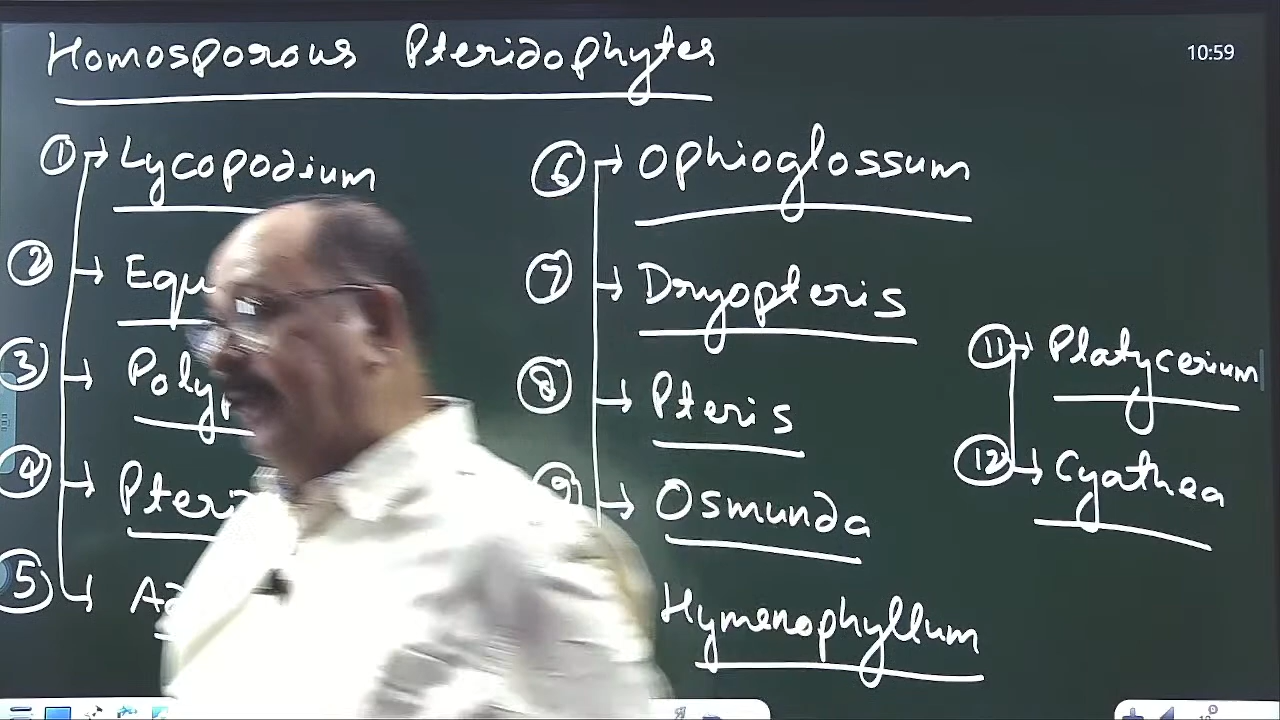 Homosporous Pteridophytes
10:59
① → Lycopodium
②
③
④
⑤
⑥ → Ophioglossum
⑦ → Dryopteris
⑧ → Pteris
⑨ → Osmunda
Hymenophyllum
⑪ → Platycerium
⑫ → Cyathea